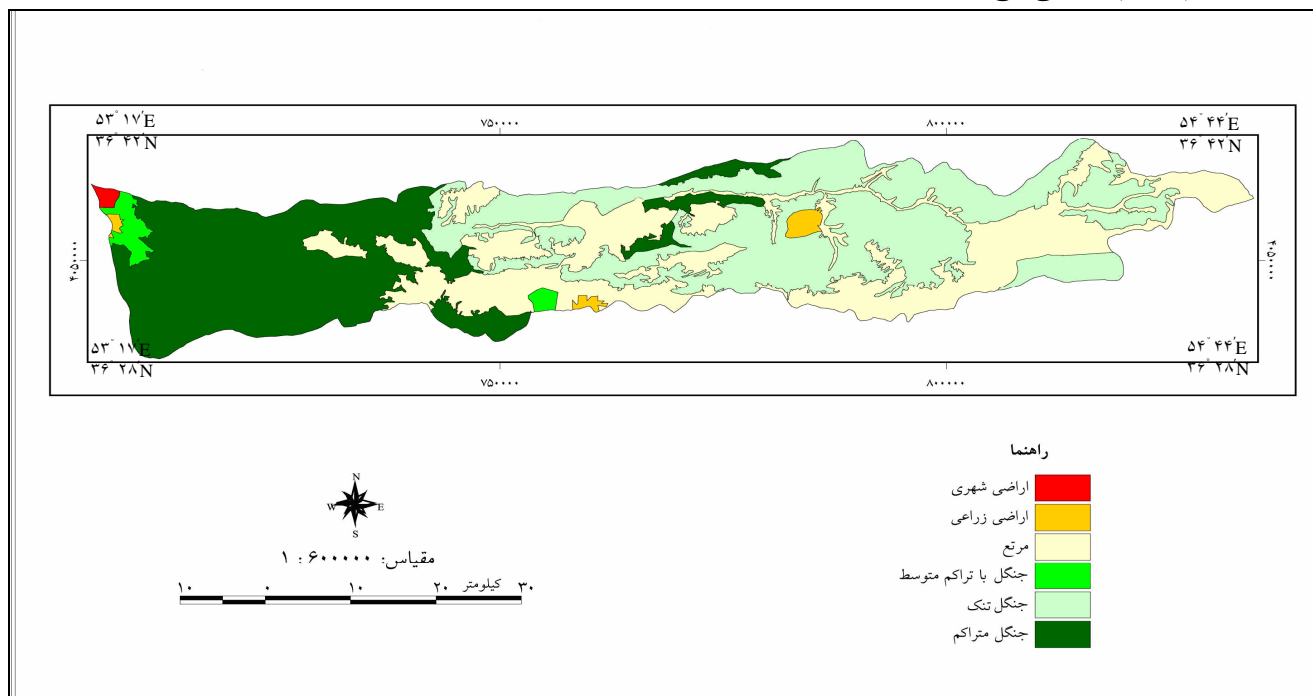 ۵۳° ۱۷′E
۳۶° ۴۲′N
۷۵۰۰۰۰
۸۰۰۰۰۰
۵۴° ۴۴′E
۳۶° ۴۲′N
۴۰۵۰۰۰۰
۴۰۵۰۰۰۰
۵۳° ۱۷′E
۳۶° ۲۸′N
۷۵۰۰۰۰
۸۰۰۰۰۰
۵۴° ۴۴′E
۳۶° ۲۸′N
N
W E
S
مقیاس: ۶۰۰۰۰۰ : ۱
۱۰ ۰ ۱۰ ۲۰ کیلومتر ۳۰
راهنما
اراضی شهری
اراضی زراعی
مرتع
جنگل با تراکم متوسط
جنگل تنک
جنگل متراکم